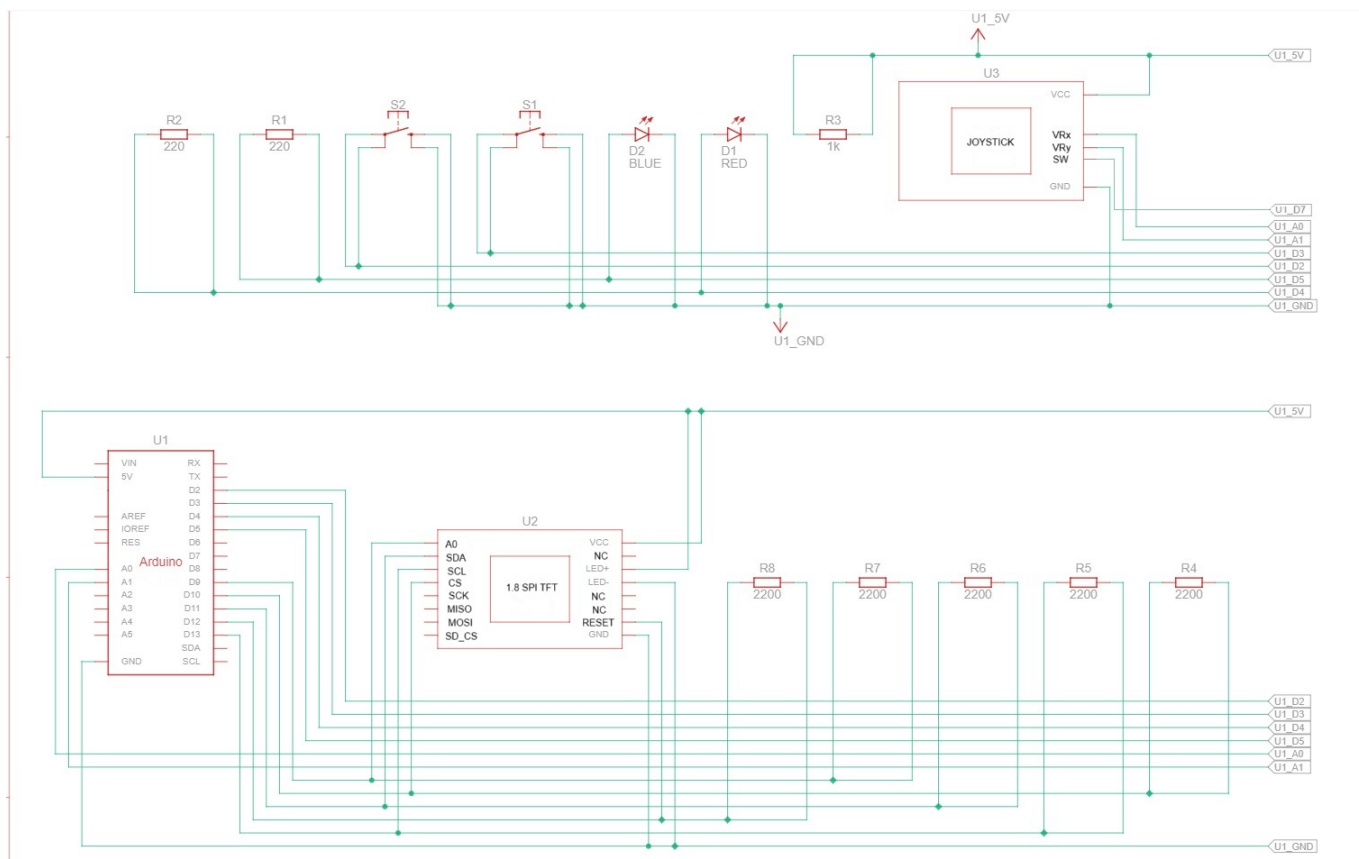 U1_5V
U1_5V
U3
VCC
JOYSTICK
VRx
VRy
SW
GND
R2
220
R1
220
S2
S1
D2
BLUE
D1
RED
R3
1k
U1_D7
U1_A0
U1_A1
U1_D3
U1_D2
U1_D5
U1_D4
U1_GND
U1_GND
U1_5V
U1
VIN RX
5V TX
D2
D3
AREF D4
IOREF D5
RES D6
D7
Arduino
A0 D8
A1 D9
A2 D10
A3 D11
A4 D12
A5 D13
SDA
GND SCL
U2
A0 VCC
SDA NC
SCL LED+
CS LED-
1.8 SPI TFT
SCK NC
MISO NC
MOSI RESET
SD_CS GND
R8
2200
R7
2200
R6
2200
R5
2200
R4
2200
U1_D2
U1_D3
U1_D4
U1_D5
U1_A0
U1_A1
U1_GND